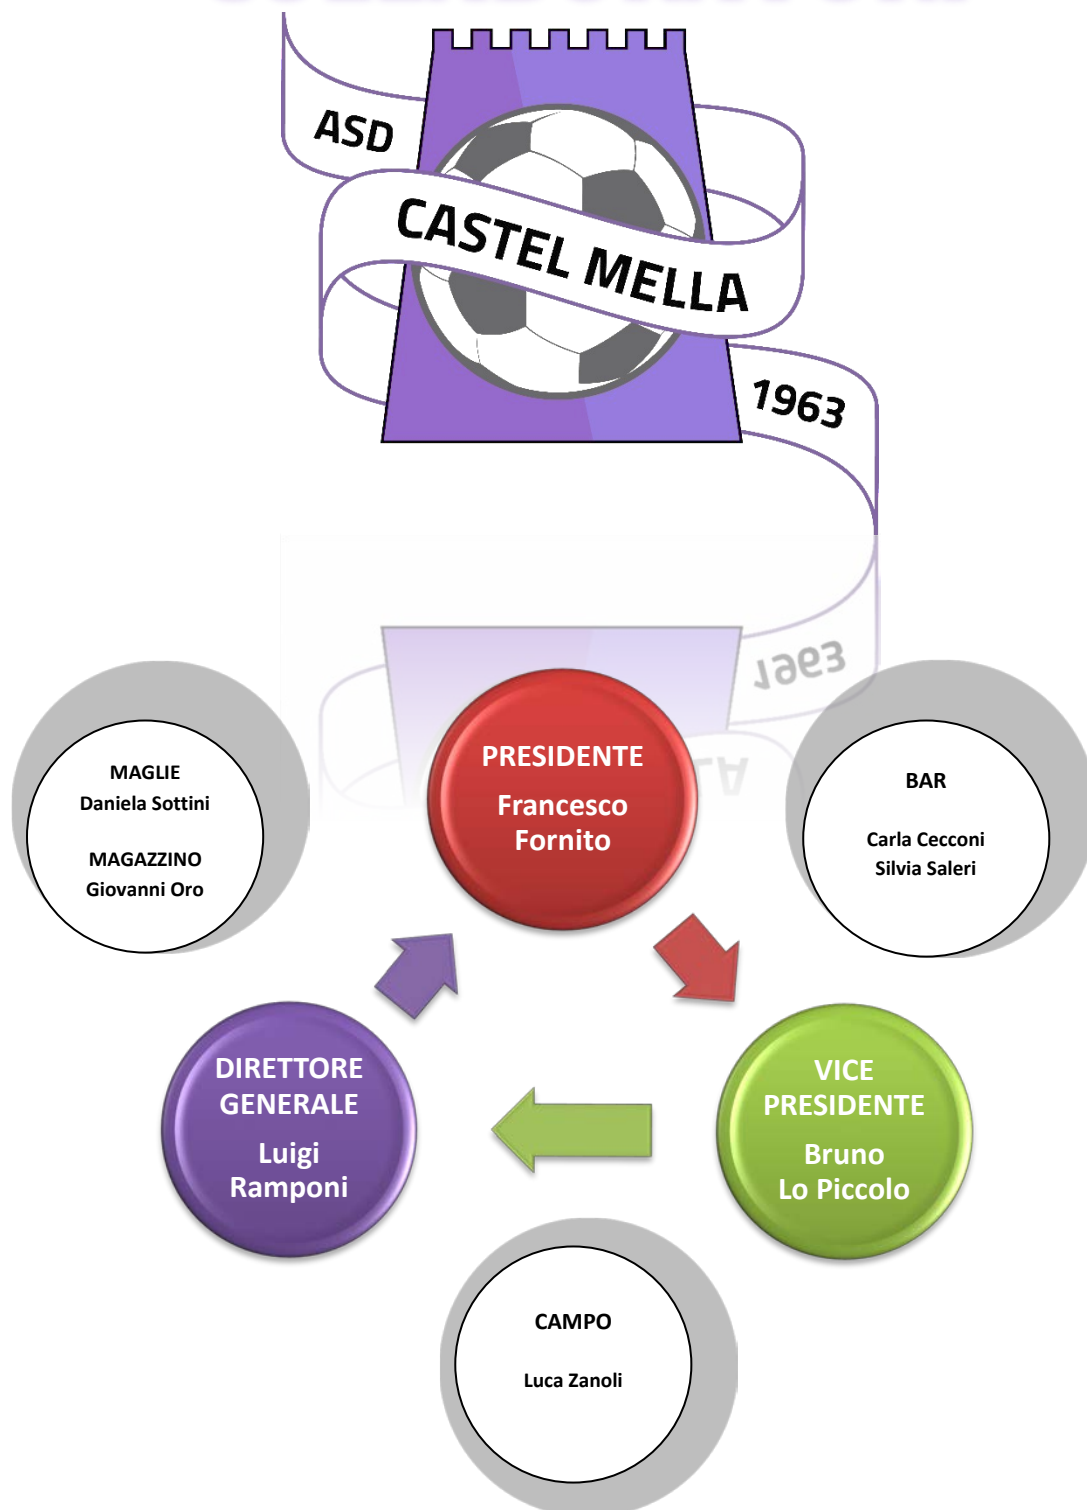 ASD
CASTEL MELLA
1963
1963
MAGLIE
Daniela Sottini
MAGAZZINO
Giovanni Oro
PRESIDENTE
Francesco
Fornito
BAR
Carla Cecconi
Silvia Saleri
DIRETTORE
GENERALE
Luigi
Ramponi
VICE
PRESIDENTE
Bruno
Lo Piccolo
CAMPO
Luca Zanoli